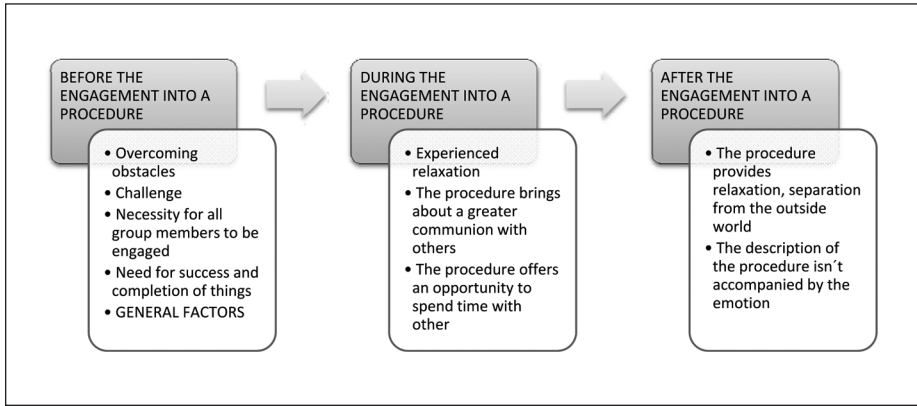 BEFORE THE
ENGAGEMENT INTO A
PROCEDURE
• Overcoming
obstacles
• Challenge
• Necessity for all
group members to be
engaged
• Need for success and
completion of things
• GENERAL FACTORS
DURING THE
ENGAGEMENT INTO A
PROCEDURE
• Experienced
relaxation
• The procedure brings
about a greater
communion with
others
• The procedure offers
an opportunity to
spend time with
other
AFTER THE
ENGAGEMENT INTO A
PROCEDURE
• The procedure
provides
relaxation, separation
from the outside
world
• The description of
the procedure isn´t
accompanied by the
emotion